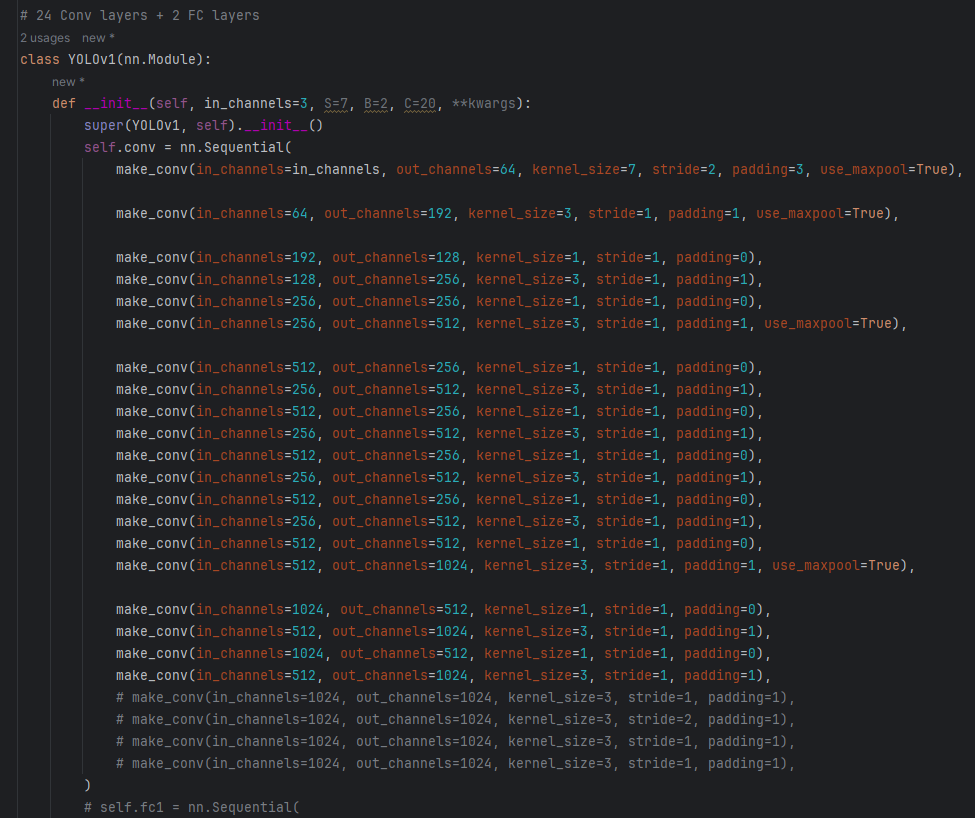 # 24 Conv layers + 2 FC layers
2 usages new *
class YOLOv1(nn.Module):
new *
def __init__(self, in_channels=3, S=7, B=2, C=20, **kwargs):
super(YOLOv1, self).__init__()
self.conv = nn.Sequential(
make_conv(in_channels=in_channels, out_channels=64, kernel_size=7, stride=2, padding=3, use_maxpool=True),
make_conv(in_channels=64, out_channels=192, kernel_size=3, stride=1, padding=1, use_maxpool=True),
make_conv(in_channels=192, out_channels=128, kernel_size=1, stride=1, padding=0),
make_conv(in_channels=128, out_channels=256, kernel_size=3, stride=1, padding=1),
make_conv(in_channels=256, out_channels=256, kernel_size=1, stride=1, padding=0),
make_conv(in_channels=256, out_channels=512, kernel_size=3, stride=1, padding=1, use_maxpool=True),
make_conv(in_channels=512, out_channels=256, kernel_size=1, stride=1, padding=0),
make_conv(in_channels=256, out_channels=512, kernel_size=3, stride=1, padding=1),
make_conv(in_channels=512, out_channels=256, kernel_size=1, stride=1, padding=0),
make_conv(in_channels=256, out_channels=512, kernel_size=3, stride=1, padding=1),
make_conv(in_channels=512, out_channels=256, kernel_size=1, stride=1, padding=0),
make_conv(in_channels=256, out_channels=512, kernel_size=3, stride=1, padding=1),
make_conv(in_channels=512, out_channels=256, kernel_size=1, stride=1, padding=0),
make_conv(in_channels=256, out_channels=512, kernel_size=3, stride=1, padding=1),
make_conv(in_channels=512, out_channels=512, kernel_size=1, stride=1, padding=0),
make_conv(in_channels=512, out_channels=1024, kernel_size=3, stride=1, padding=1, use_maxpool=True),
make_conv(in_channels=1024, out_channels=512, kernel_size=1, stride=1, padding=0),
make_conv(in_channels=512, out_channels=1024, kernel_size=3, stride=1, padding=1),
make_conv(in_channels=1024, out_channels=512, kernel_size=1, stride=1, padding=0),
make_conv(in_channels=512, out_channels=1024, kernel_size=3, stride=1, padding=1),
# make_conv(in_channels=1024, out_channels=1024, kernel_size=3, stride=1, padding=1),
# make_conv(in_channels=1024, out_channels=1024, kernel_size=3, stride=2, padding=1),
# make_conv(in_channels=1024, out_channels=1024, kernel_size=3, stride=1, padding=1),
# make_conv(in_channels=1024, out_channels=1024, kernel_size=3, stride=1, padding=1),
)
# self.fc1 = nn.Sequential(